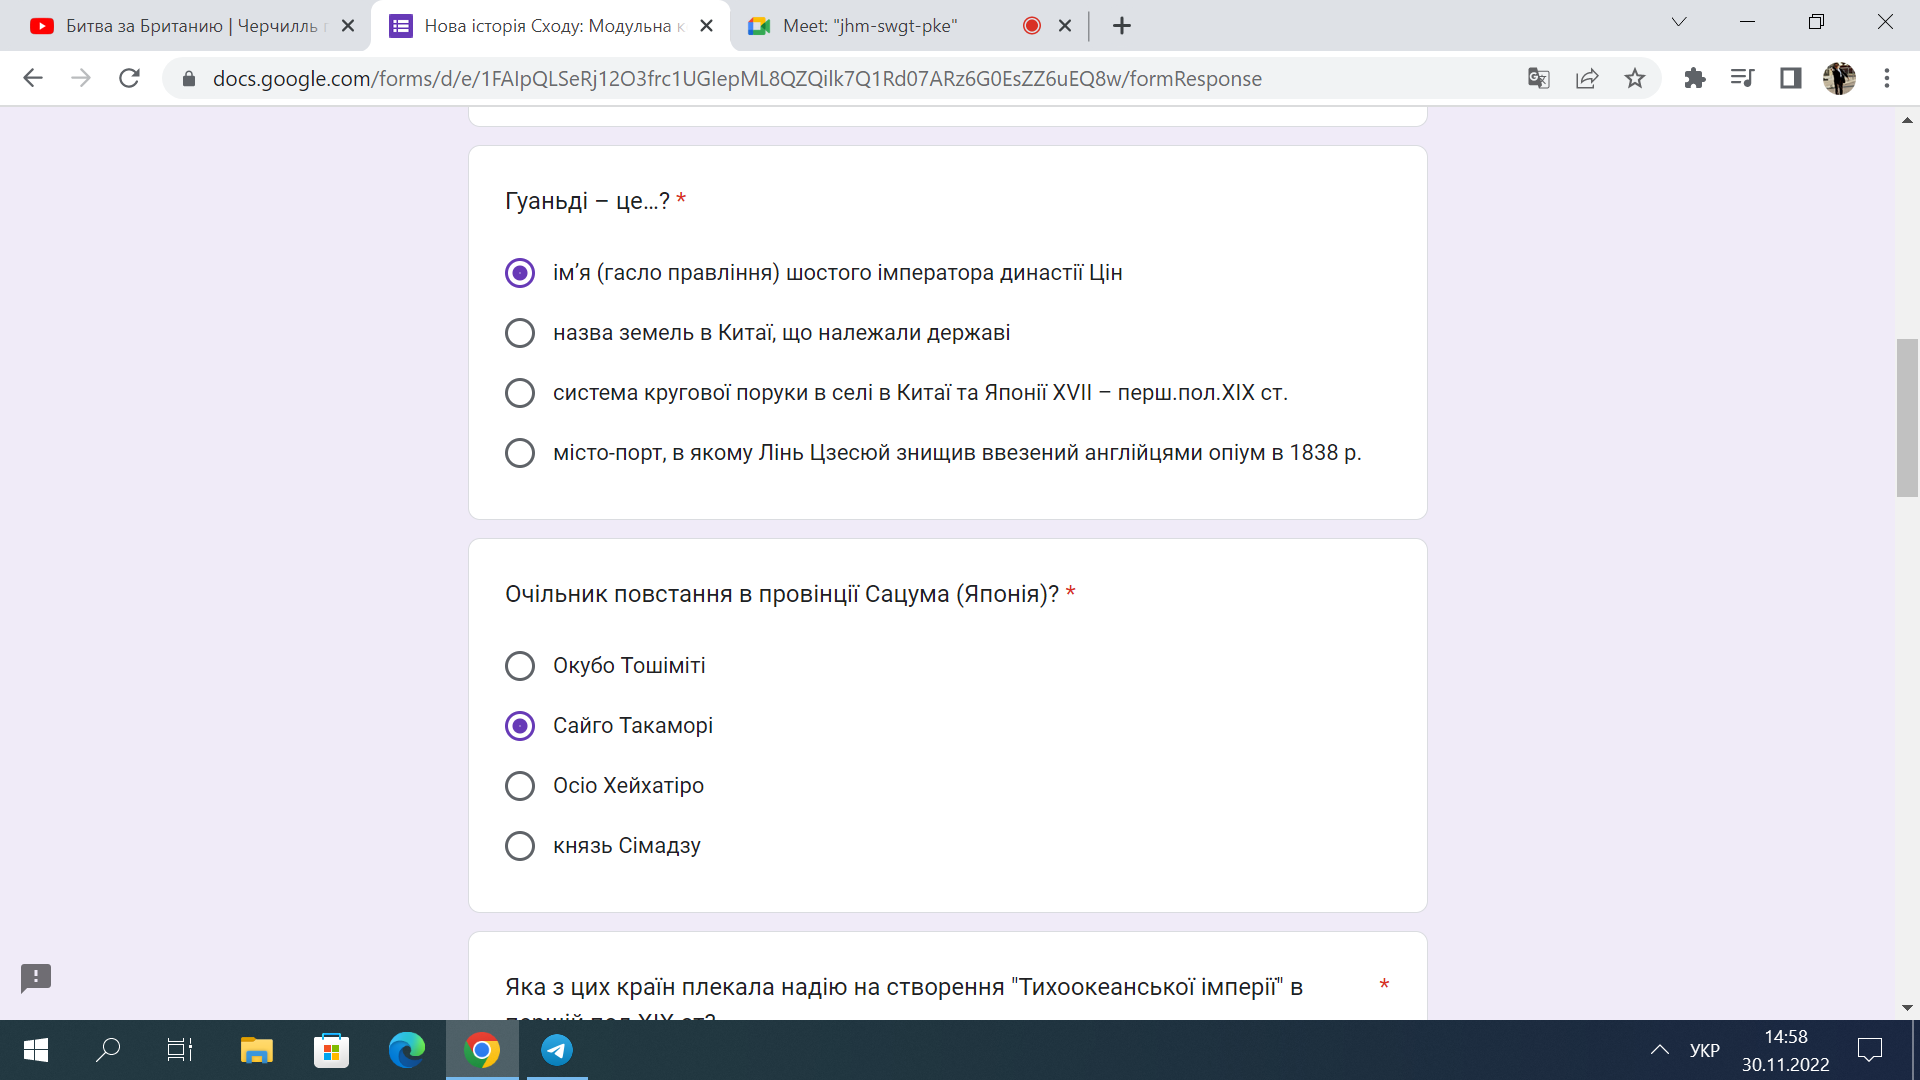 Битва за Британию | Черчилль
Нова історія Сходу: Модульна к
Meet: "jhm-swgt-pke"
docs.google.com/forms/d/e/1FAIpQLSeRj12O3frc1UGIepML8QZQilk7Q1Rd07ARz6G0EsZZ6uEQ8w/formResponse
Гуаньді – це...? *
ім’я (гасло правління) шостого імператора династії Цін
назва земель в Китаї, що належали державі
система кругової поруки в селі в Китаї та Японії XVII – перш.пол.XIX ст.
місто-порт, в якому Лінь Цзесюй знищив ввезений англійцями опіум в 1838 р.
Очільник повстання в провінції Сацума (Японія)? *
Окубо Тошіміті
Сайго Такаморі
Осіо Хейхатіро
князь Сімадзу
Яка з цих країн плекала надію на створення "Тихоокеанської імперії" в *
першій пол.XIX ст?
УКР
14:58
30.11.2022